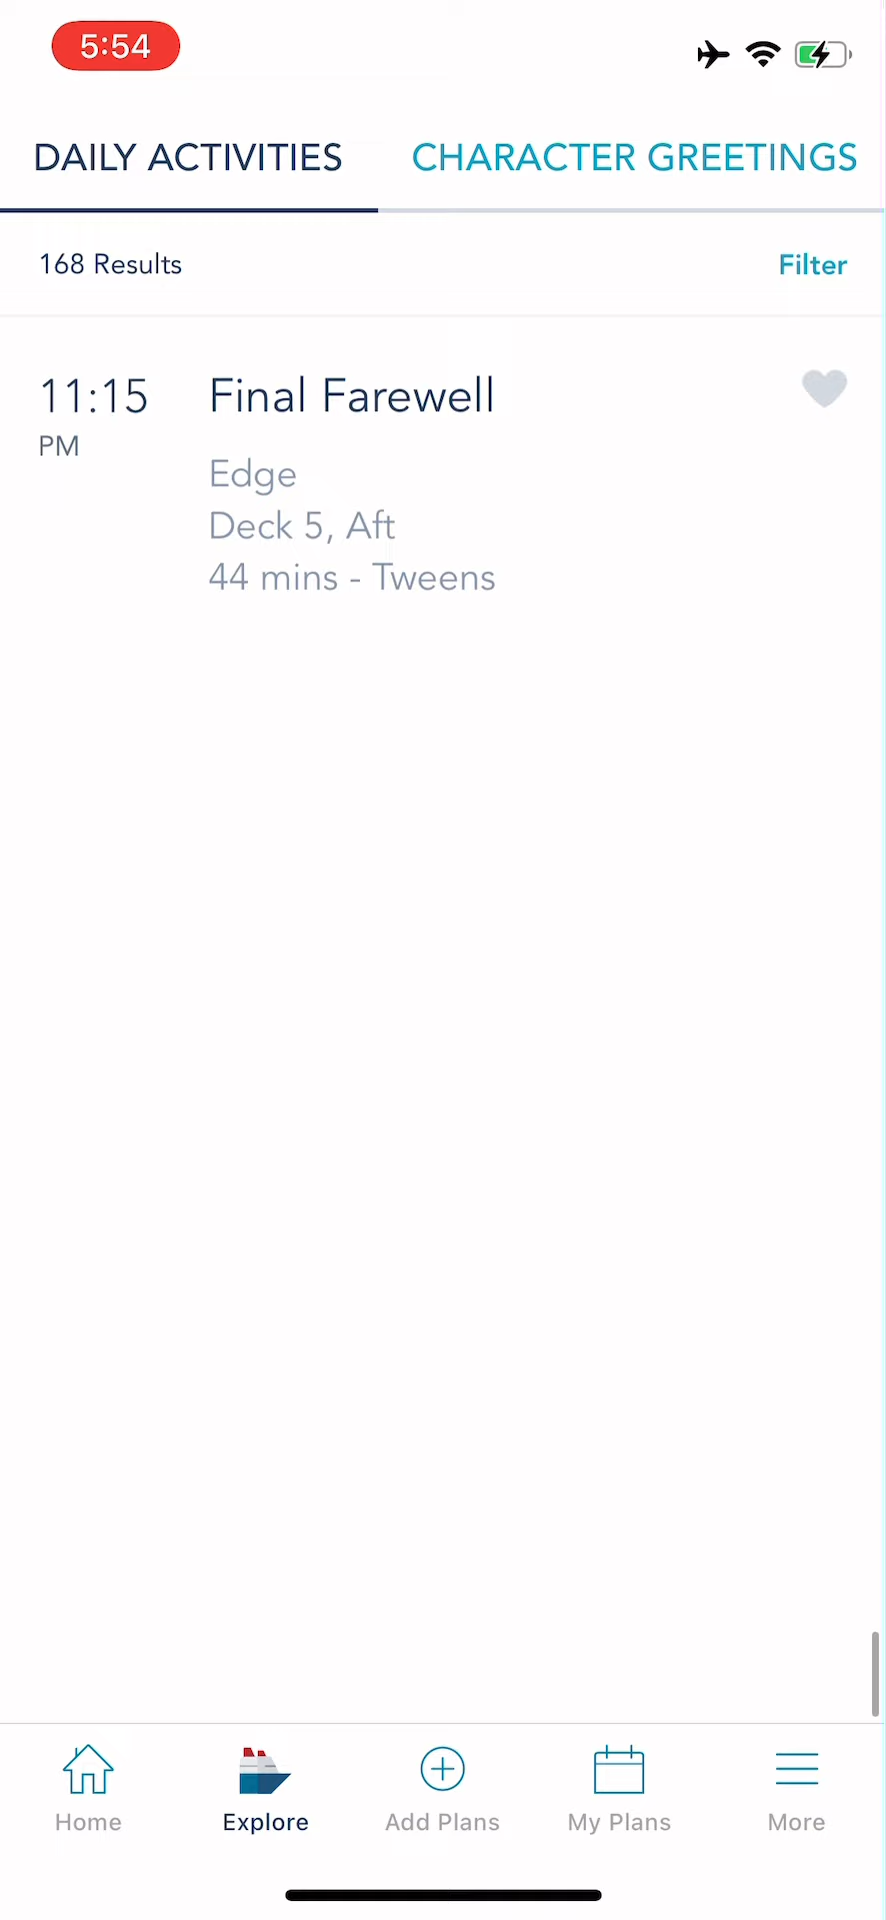 5:54
DAILY ACTIVITIES CHARACTER GREETINGS
168 Results Filter
11:15 Final Farewell
PM
Edge
Deck 5, Aft
44 mins - Tweens
Home Explore Add Plans My Plans More